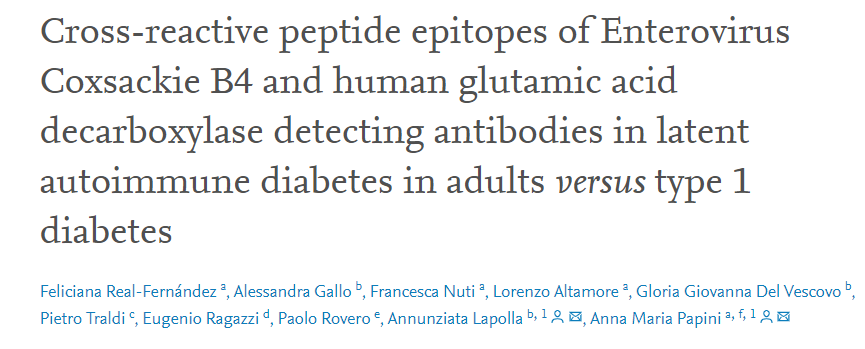 Cross-reactive peptide epitopes of Enterovirus
Coxsackie B4 and human glutamic acid
decarboxylase detecting antibodies in latent
autoimmune diabetes in adults versus type 1
diabetes
Feliciana Real-Fernández a, Alessandra Gallo b, Francesca Nuti a, Lorenzo Altamore a, Gloria Giovanna Del Vescovo b,
Pietro Traldi c, Eugenio Ragazzi d, Paolo Rovero e, Annunziata Lapolla b, 1, Anna Maria Papini a, f, 1